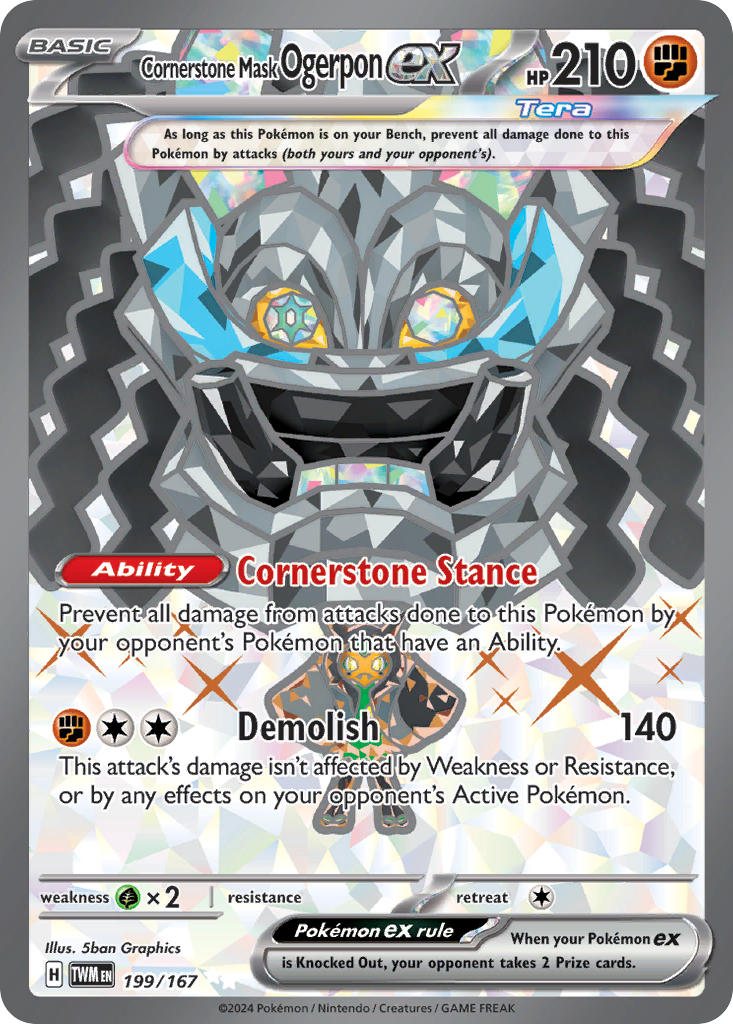 BASIC
Cornerstone Mask Ogerpon ex HP 210
Tera
As long as this Pokémon is on your Bench, prevent all damage done to this
Pokémon by attacks (both yours and your opponent's).
Ability Cornerstone Stance
Prevent all damage from attacks done to this Pokémon by
your opponent's Pokémon that have an Ability.
Demolish 140
This attack's damage isn't affected by Weakness or Resistance,
or by any effects on your opponent's Active Pokémon.
weakness ×2 resistance retreat
Illus. 5ban Graphics
Pokémon ex rule When your Pokémon ex
is Knocked Out, your opponent takes 2 Prize cards.
H TWM EN 199/167
©2024 Pokémon / Nintendo / Creatures / GAME FREAK